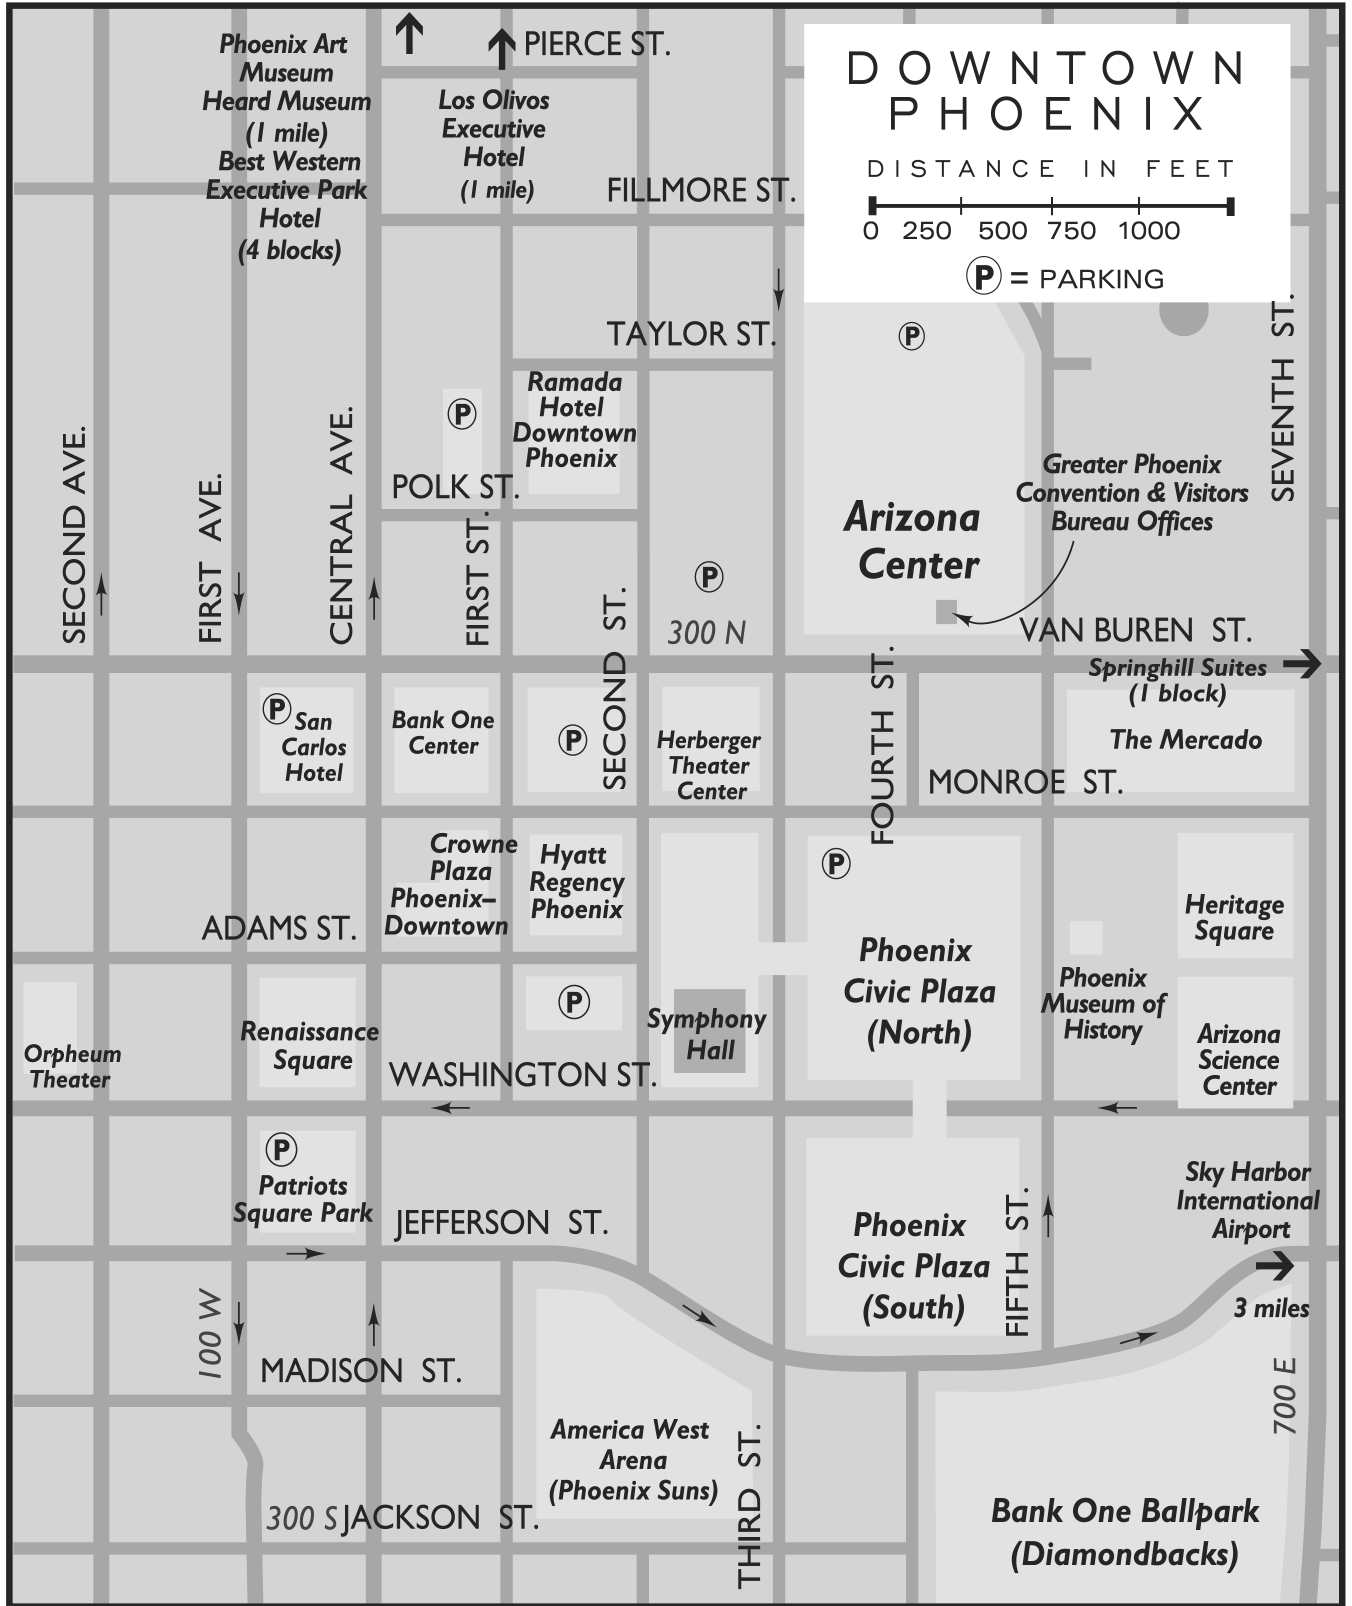 Phoenix Art
Museum
Heard Museum
(1 mile)
Best Western
Executive Park
Hotel
(4 blocks)
PIERCE ST.
Los Olivos
Executive
Hotel
(1 mile)
DOWNTOWN
PHOENIX
DISTANCE IN FEET
0 250 500 750 1000
P = PARKING
FILLMORE ST.
TAYLOR ST.
P
SEVENTH ST.
Ramada
Hotel
Downtown
Phoenix
P
POLK ST.
SECOND AVE.
FIRST AVE.
CENTRAL AVE.
FIRST ST.
SECOND ST.
P
300 N
Arizona
Center
Greater Phoenix
Convention & Visitors
Bureau Offices
VAN BUREN ST.
Springhill Suites
(1 block)
P
San
Carlos
Hotel
Bank One
Center
P
Herberger
Theater
Center
FOURTH ST.
The Mercado
MONROE ST.
Crowne
Plaza
Phoenix–
Downtown
Hyatt
Regency
Phoenix
P
ADAMS ST.
Phoenix
Civic Plaza
(North)
Heritage
Square
Phoenix
Museum of
History
Arizona
Science
Center
Orpheum
Theater
Renaissance
Square
P
Symphony
Hall
WASHINGTON ST.
P
Patriots
Square Park
JEFFERSON ST.
Phoenix
Civic Plaza
(South)
FIFTH ST.
Sky Harbor
International
Airport
3 miles
100 W
MADISON ST.
700 E
America West
Arena
(Phoenix Suns)
THIRD ST.
300 S
JACKSON ST.
Bank One Ballpark
(Diamondbacks)